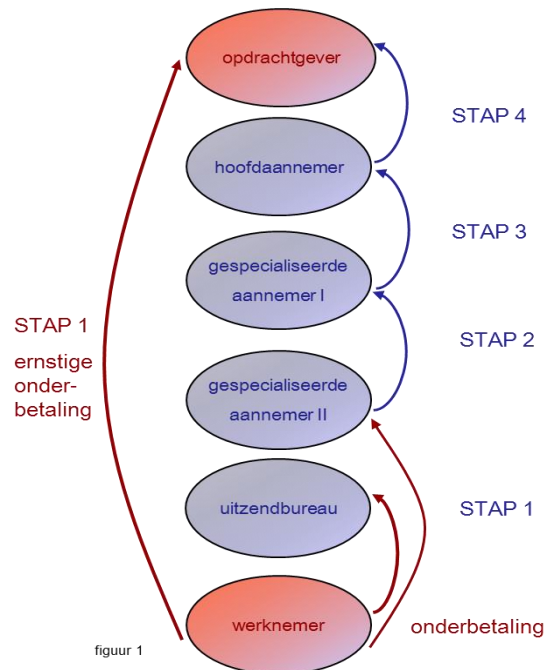 opdrachtgever
STAP 4
hoofdaannemer
STAP 3
gespecialiseerde
aannemer I
STAP 1
ernstige
onder-
betaling
STAP 2
gespecialiseerde
aannemer II
uitzendbureau
STAP 1
werknemer
onderbetaling
figuur 1